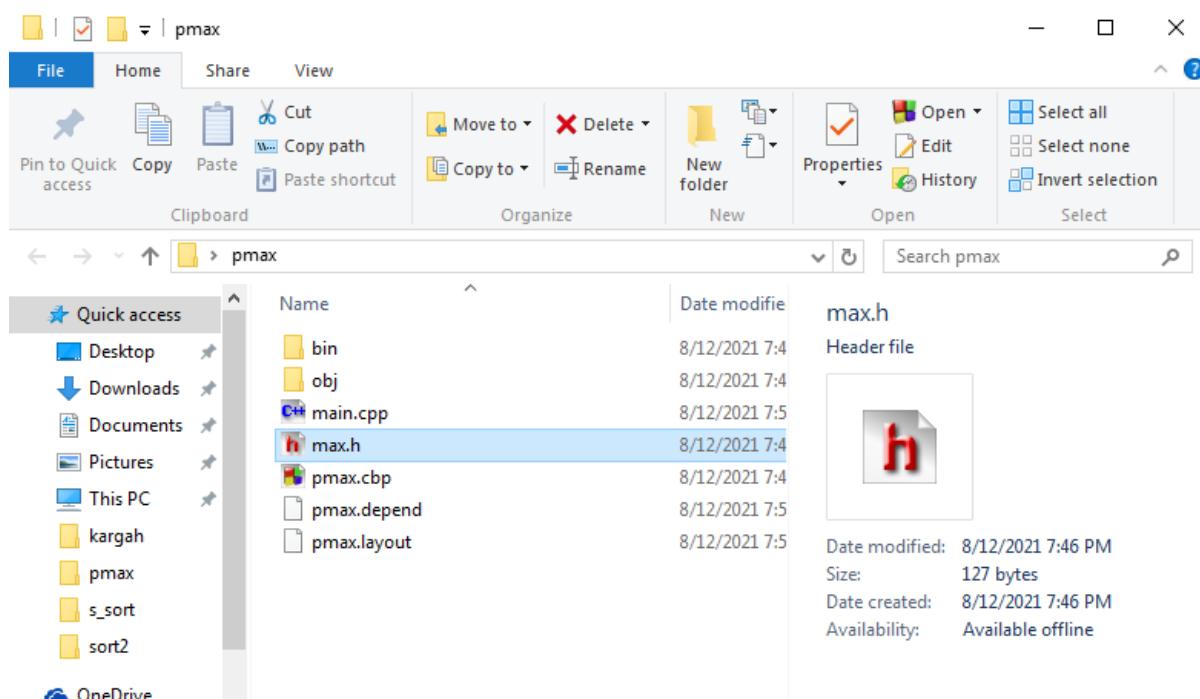 pmax
File Home Share View
Pin to Quick access
Copy
Paste
Cut
Copy path
Paste shortcut
Clipboard
Move to
Copy to
Delete
Rename
Organize
New folder
New
Properties
Open
Edit
History
Open
Select all
Select none
Invert selection
Select
pmax
Search pmax
Quick access
Desktop
Downloads
Documents
Pictures
This PC
kargah
pmax
s_sort
sort2
OneDrive
Name Date modifie
bin 8/12/2021 7:4
obj 8/12/2021 7:4
C++ main.cpp 8/12/2021 7:5
h max.h 8/12/2021 7:4
pmax.cbp 8/12/2021 7:4
pmax.depend 8/12/2021 7:5
pmax.layout 8/12/2021 7:5
max.h
Header file
h
Date modified: 8/12/2021 7:46 PM
Size: 127 bytes
Date created: 8/12/2021 7:46 PM
Availability: Available offline